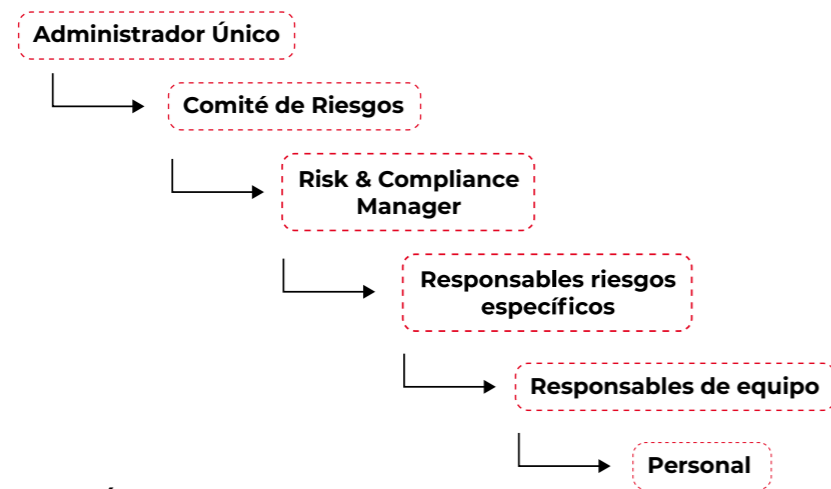 Administrador Único
Comité de Riesgos
Risk & Compliance
Manager
Responsables riesgos
específicos
Responsables de equipo
Personal